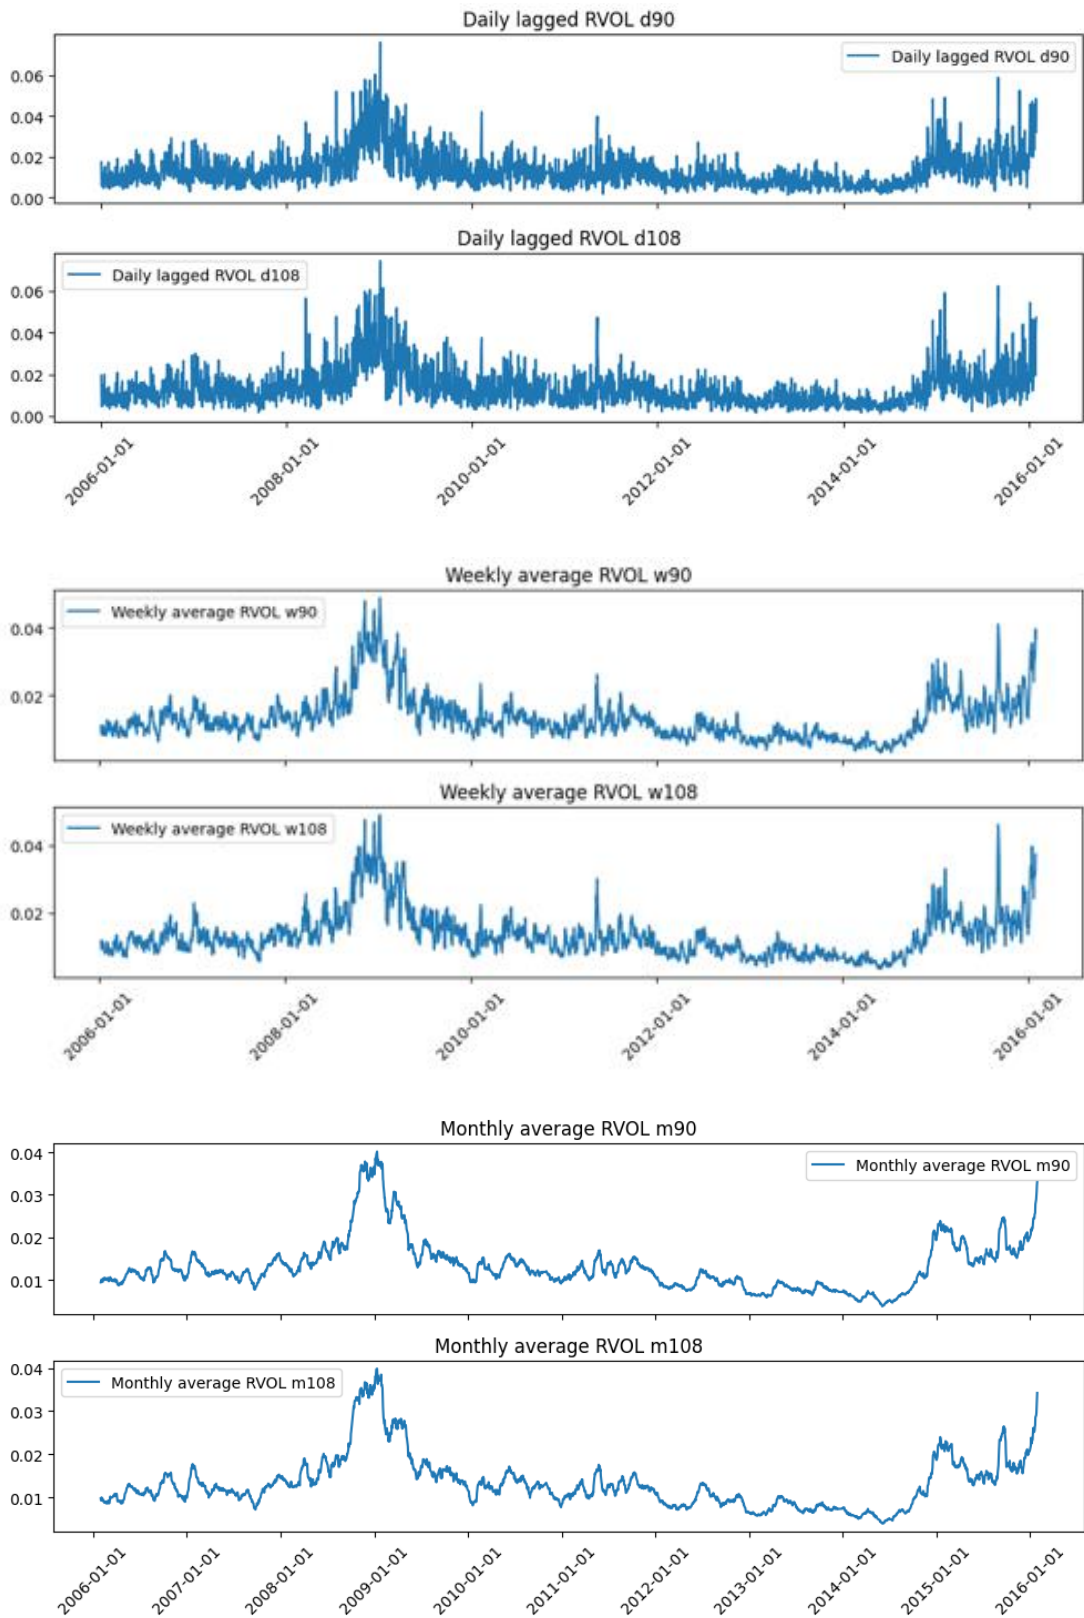 Daily lagged RVOL d90
Daily lagged RVOL d90
0.06
0.04
0.02
0.00
Daily lagged RVOL d108
Daily lagged RVOL d108
0.06
0.04
0.02
0.00
2006-01-01 2008-01-01 2010-01-01 2012-01-01 2014-01-01 2016-01-01
Weekly average RVOL w90
Weekly average RVOL w90
0.04
0.02
Weekly average RVOL w108
Weekly average RVOL w108
0.04
0.02
2006-01-01 2008-01-01 2010-01-01 2012-01-01 2014-01-01 2016-01-01
Monthly average RVOL m90
0.04
Monthly average RVOL m90
0.03
0.02
0.01
Monthly average RVOL m108
0.04
Monthly average RVOL m108
0.03
0.02
0.01
2006-01-01 2007-01-01 2008-01-01 2009-01-01 2010-01-01 2011-01-01 2012-01-01 2013-01-01 2014-01-01 2015-01-01 2016-01-01